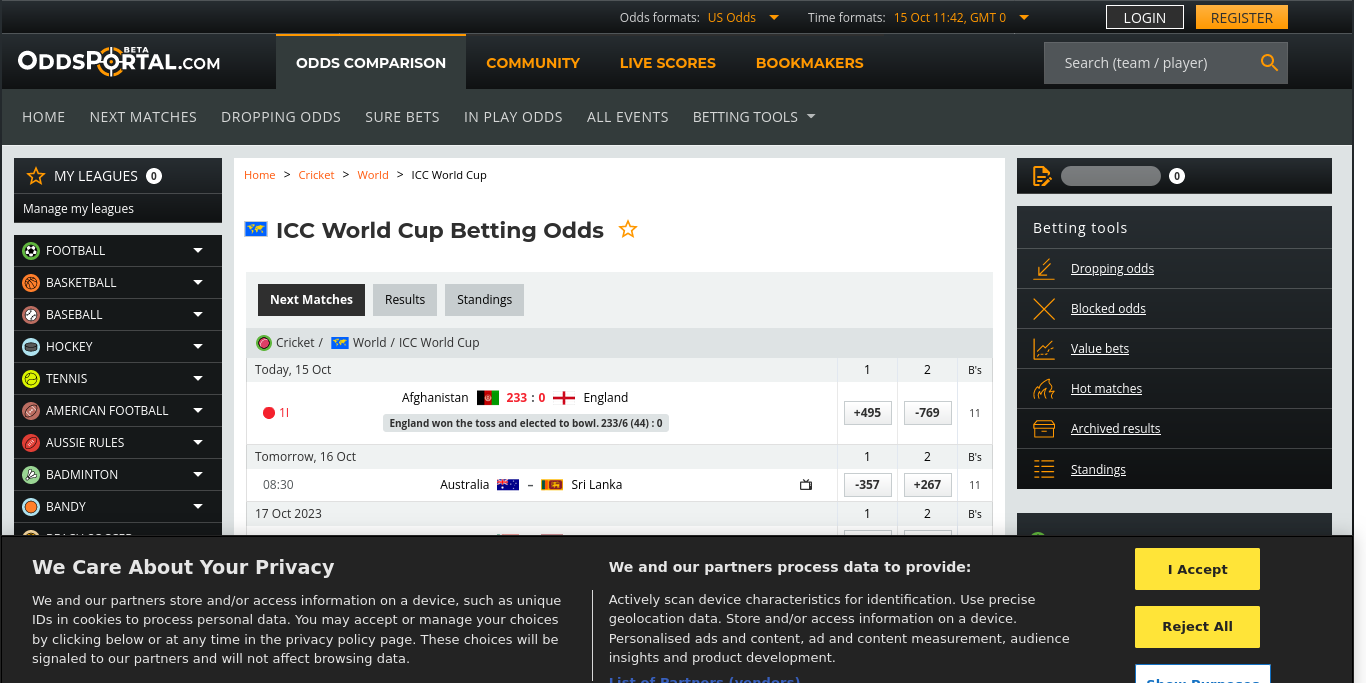 Odds formats: US Odds
Time formats: 15 Oct 11:42, GMT 0
LOGIN
REGISTER
ODDSPORTAL.COM
BETA
ODDS COMPARISON
COMMUNITY
LIVE SCORES
BOOKMAKERS
Search (team / player)
HOME
NEXT MATCHES
DROPPING ODDS
SURE BETS
IN PLAY ODDS
ALL EVENTS
BETTING TOOLS
MY LEAGUES 0
Manage my leagues
FOOTBALL
BASKETBALL
BASEBALL
HOCKEY
TENNIS
AMERICAN FOOTBALL
AUSSIE RULES
BADMINTON
BANDY
Home > Cricket > World > ICC World Cup
ICC World Cup Betting Odds
Next Matches
Results
Standings
Cricket / World / ICC World Cup
Today, 15 Oct 1 2 B's
Afghanistan 233 : 0 England
1I +495 -769 11
England won the toss and elected to bowl. 233/6 (44) : 0
Tomorrow, 16 Oct 1 2 B's
08:30 Australia – Sri Lanka -357 +267 11
17 Oct 2023 1 2 B's
0
Betting tools
Dropping odds
Blocked odds
Value bets
Hot matches
Archived results
Standings
We Care About Your Privacy
We and our partners store and/or access information on a device, such as unique
IDs in cookies to process personal data. You may accept or manage your choices
by clicking below or at any time in the privacy policy page. These choices will be
signaled to our partners and will not affect browsing data.
We and our partners process data to provide:
Actively scan device characteristics for identification. Use precise
geolocation data. Store and/or access information on a device.
Personalised ads and content, ad and content measurement, audience
insights and product development.
List of Partners (vendors)
I Accept
Reject All
Show Purposes